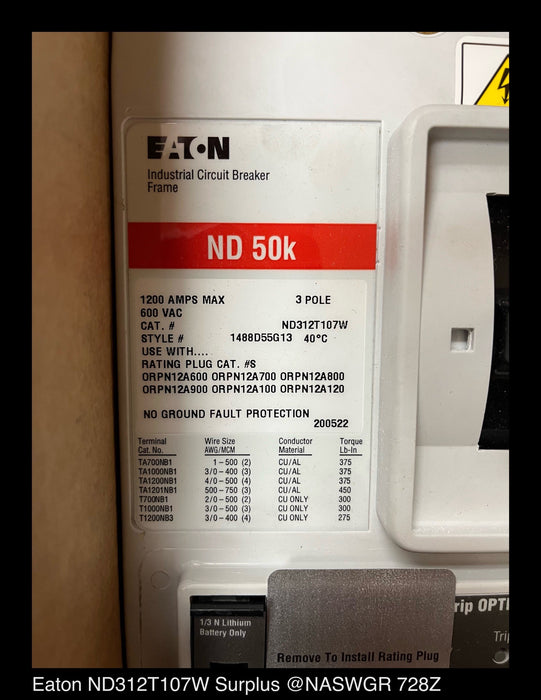 EATON
Industrial Circuit Breaker
Frame
ND 50k
1200 AMPS MAX 3 POLE
600 VAC
CAT. # ND312T107W
STYLE # 1488D55G13 40°C
USE WITH....
RATING PLUG CAT. #S
ORPN12A600 ORPN12A700 ORPN12A800
ORPN12A900 ORPN12A100 ORPN12A120
NO GROUND FAULT PROTECTION
200522
Terminal Wire Size Conductor Torque
Cat. No. AWG/MCM Material Lb-In
TA700NB1 1–500 (2) CU/AL 375
TA1000NB1 3/0–400 (3) CU/AL 375
TA1200NB1 4/0–500 (4) CU/AL 375
TA1201NB1 500–750 (3) CU/AL 450
T700NB1 2/0–500 (2) CU ONLY 300
T1000NB1 3/0–500 (3) CU ONLY 300
T1200NB3 3/0–400 (4) CU ONLY 275
rip OPTI
Trip
1/3 N Lithium
Battery Only
Remove To Install Rating Plug
Eaton ND312T107W Surplus @NASWGR 728Z